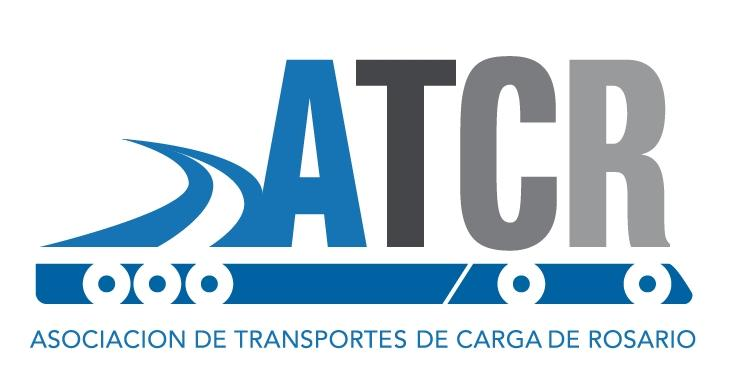 ATCR
ASOCIACION DE TRANSPORTES DE CARGA DE ROSARIO